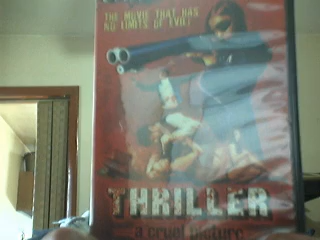 THE MOVIE THAT HAS
NO LIMITS OF EVIL!
THRILLER
a cruel picture